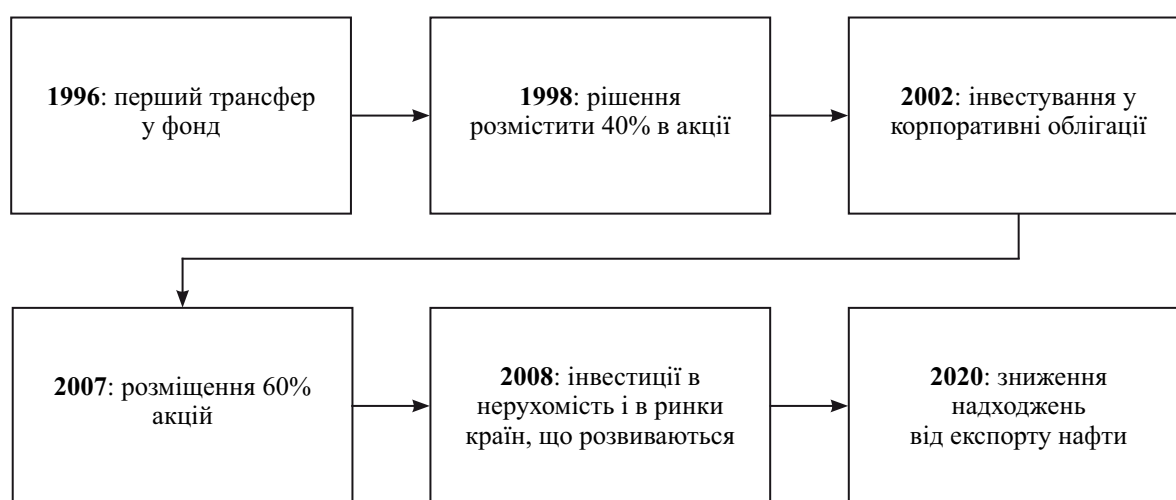 1996: перший трансфер
у фонд
1998: рішення
розмістити 40% в акції
2002: інвестування у
корпоративні облігації
2007: розміщення 60%
акцій
2008: інвестиції в
нерухомість і в ринки
країн, що розвиваються
2020: зниження
надходжень
від експорту нафти